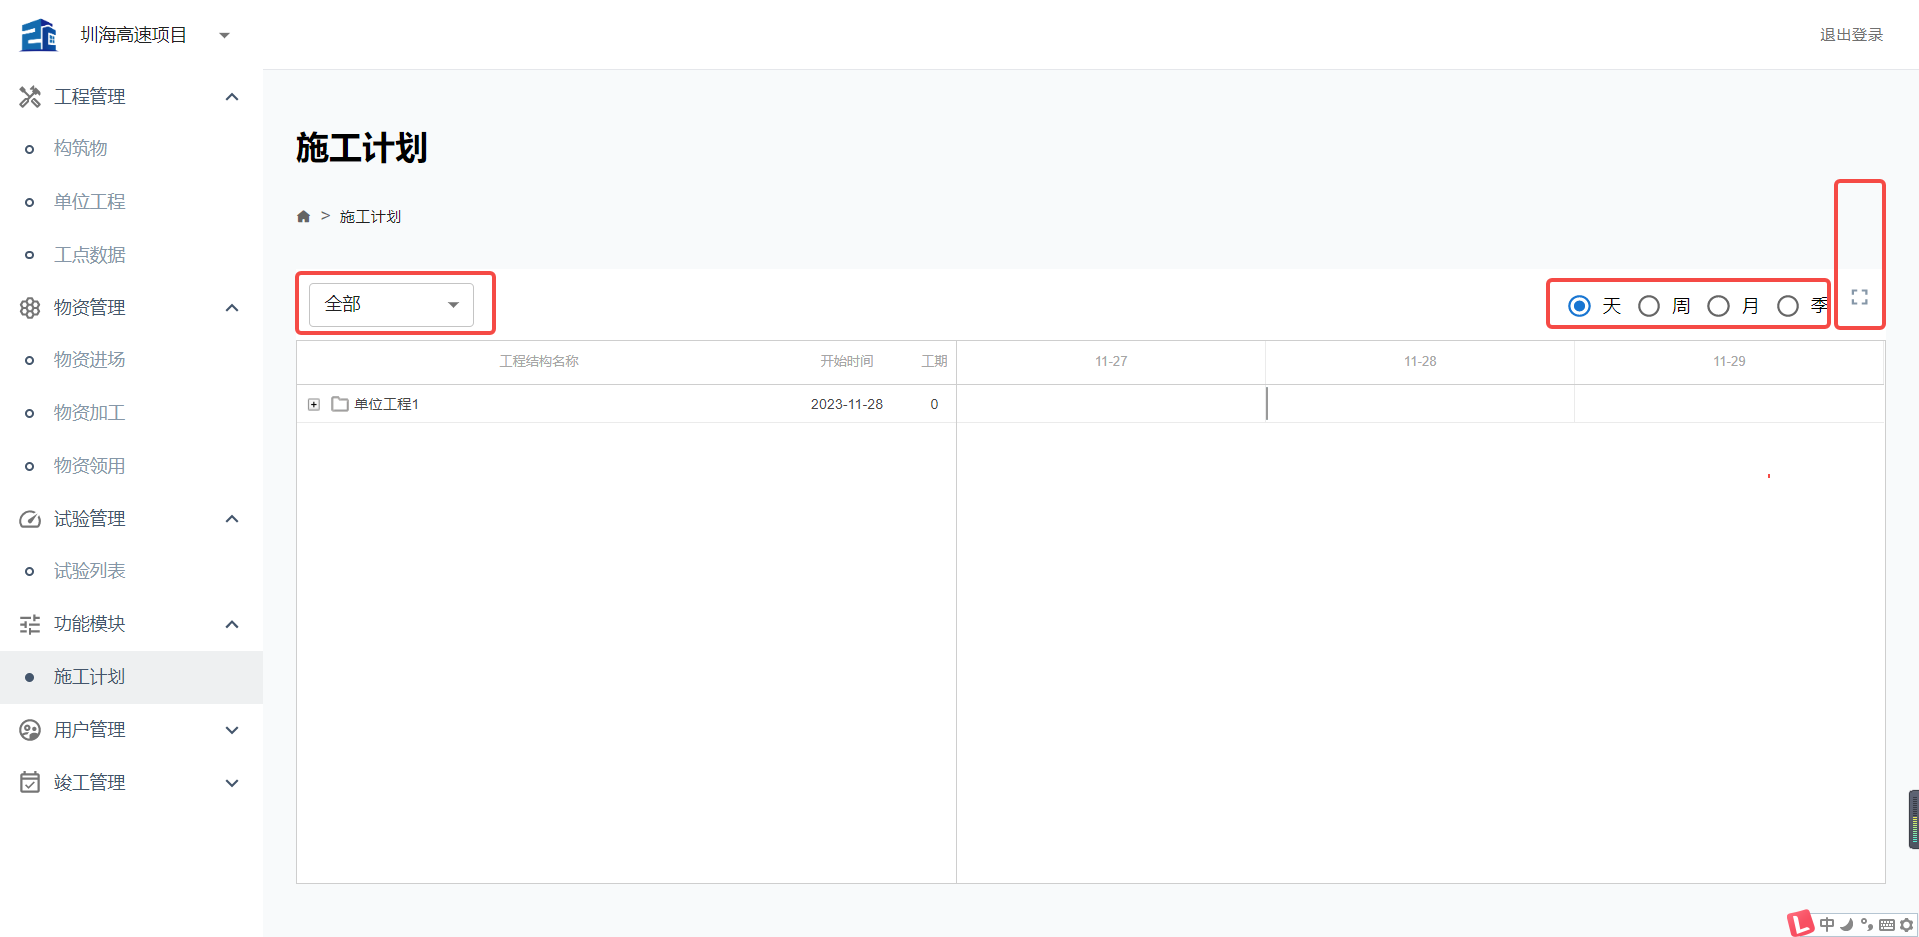 圳海高速项目
退出登录
工程管理
构筑物
单位工程
工点数据
物资管理
物资进场
物资加工
物资领用
试验管理
试验列表
功能模块
施工计划
用户管理
竣工管理
施工计划
> 施工计划
全部
天 周 月 季
工程结构名称 开始时间 工期 11-27 11-28 11-29
单位工程1 2023-11-28 0
中